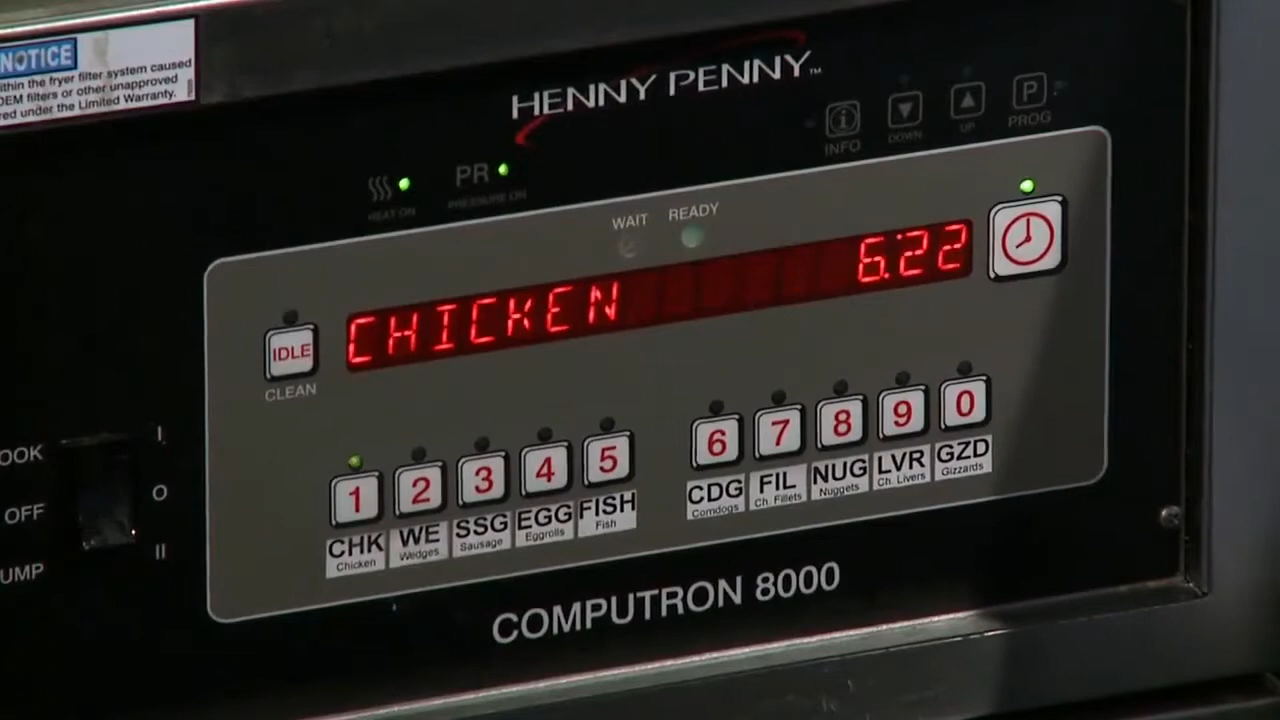 NOTICE
ithin the fryer filter system caused
OEM filters or other unapproved
red under the Limited Warranty.
HENNY PENNY™
INFO
DOWN
UP
P
PROG
HEAT ON
PR
PRESSURE ON
WAIT
READY
CHICKEN 6:22
IDLE
CLEAN
1 2 3 4 5 6 7 8 9 0
CHK WE SSG EGG FISH CDG FIL NUG LVR GZD
Chicken Wedges Sausage Eggrolls Fish Corndogs Ch. Fillets Nuggets Ch. Livers Gizzards
OOK I
OFF O
UMP II
COMPUTRON 8000